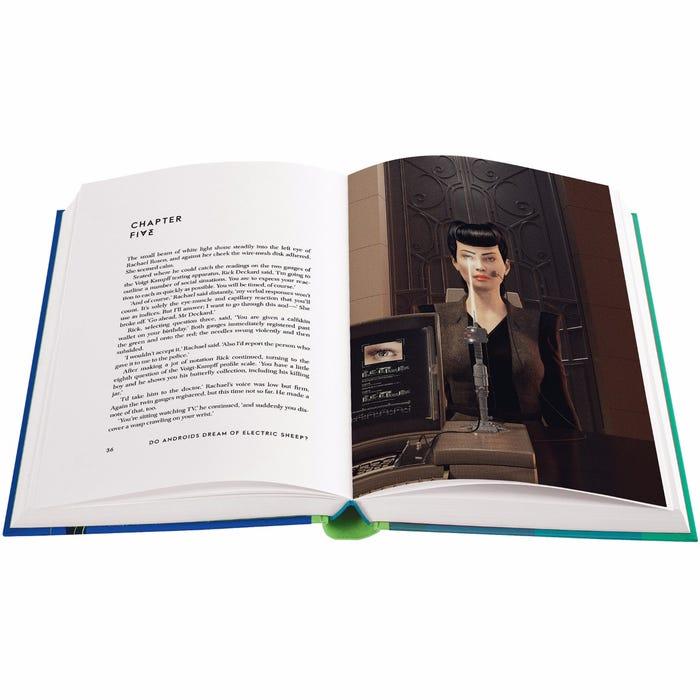 CHAPTER
FIVE
The small beam of white light shone steadily into the left eye of
Rachael Rosen, and against her cheek the wire-mesh disk adhered.
She seemed calm.
Seated where he could catch the readings on the two gauges of
the Voigt-Kampff testing apparatus, Rick Deckard said, 'I'm going to
outline a number of social situations. You are to express your reac-
tion to each as quickly as possible. You will be timed, of course.'
'And of course,' Rachael said distantly, 'my verbal responses won't
count. It's solely the eye-muscle and capillary reaction that you'll
use as indices. But I'll answer; I want to go through this and—' She
broke off. 'Go ahead, Mr Deckard.'
Rick, selecting question three, said, 'You are given a calfskin
wallet on your birthday.' Both gauges immediately registered past
the green and onto the red; the needles swung violently and then
subsided.
'I wouldn't accept it,' Rachael said. 'Also I'd report the person who
gave it to me to the police.'
After making a jot of notation Rick continued, turning to the
eighth question of the Voigt-Kampff profile scale. 'You have a little
boy and he shows you his butterfly collection, including his killing
jar.'
'I'd take him to the doctor.' Rachael's voice was low but firm.
Again the twin gauges registered, but this time not so far. He made a
note of that, too.
'You're sitting watching TV,' he continued, 'and suddenly you dis-
cover a wasp crawling on your wrist.'
36
DO ANDROIDS DREAM OF ELECTRIC SHEEP?